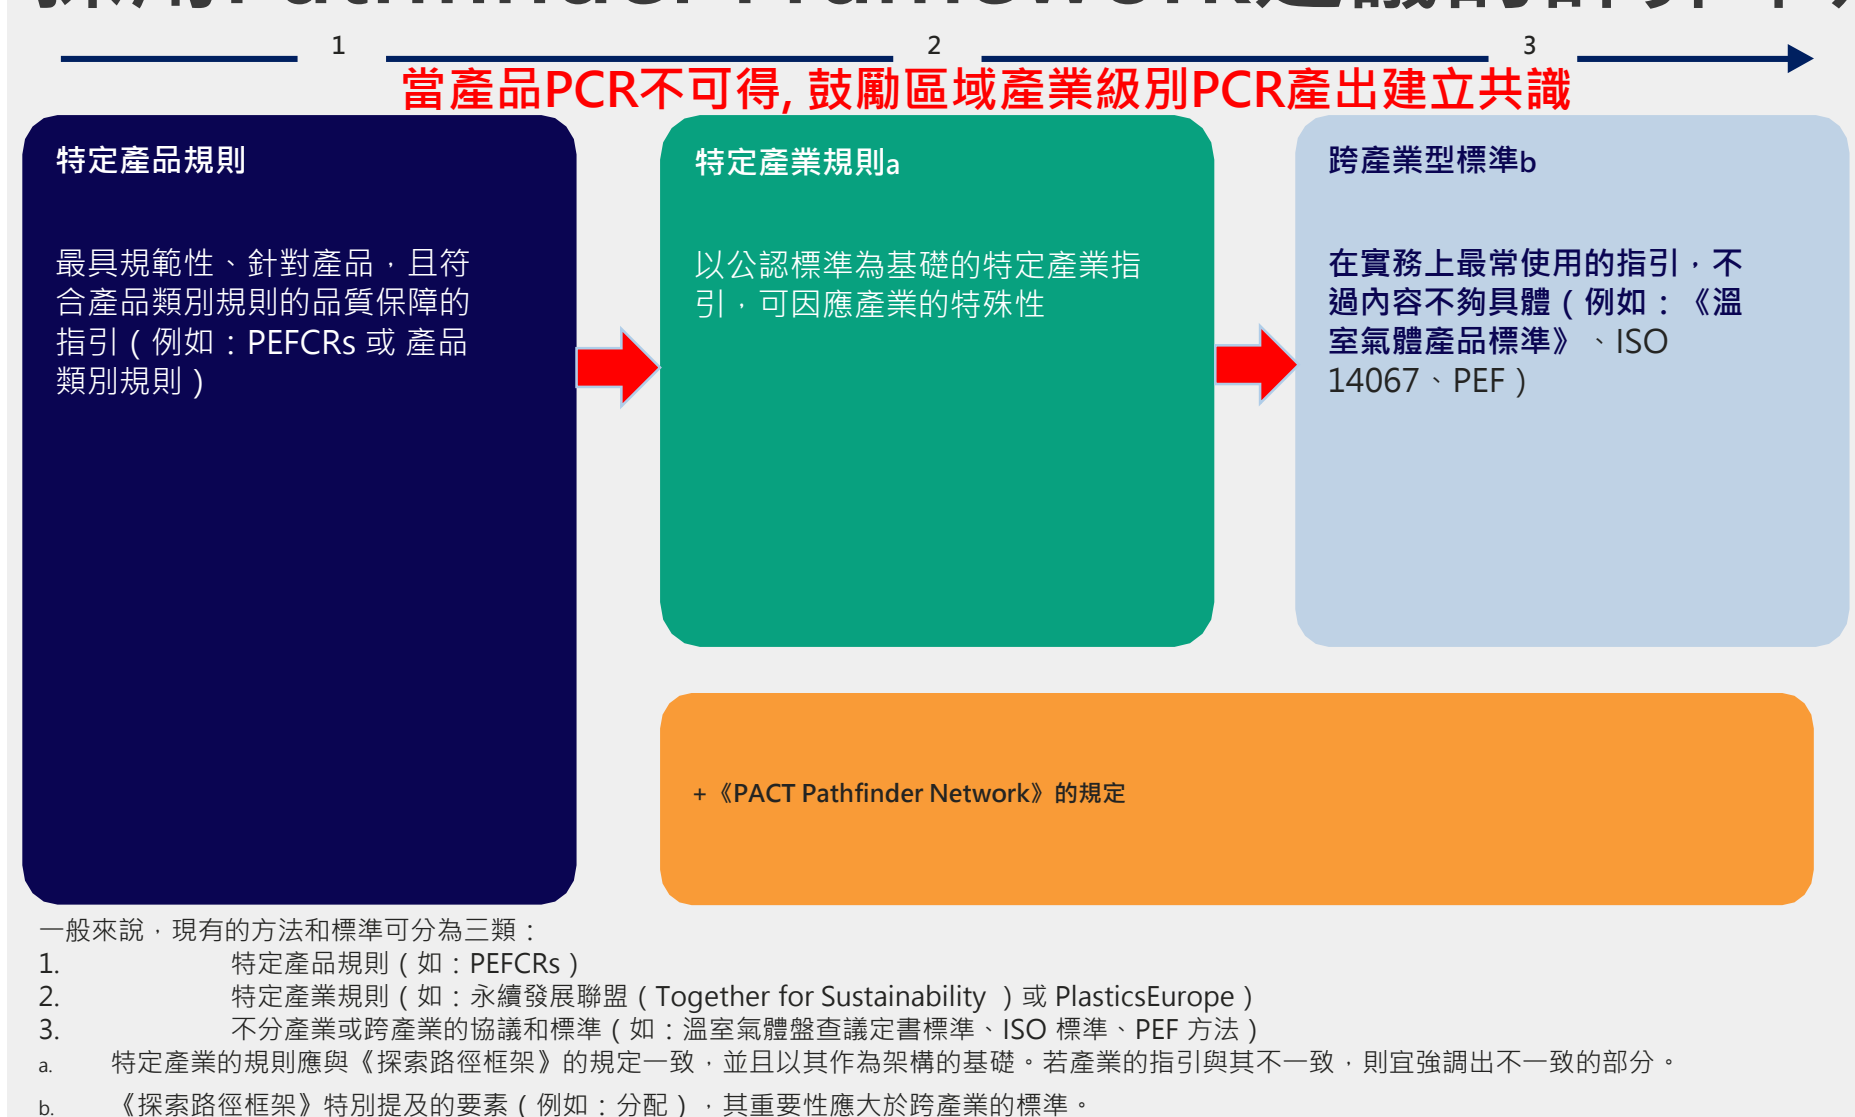 1
2
3
當產品PCR不可得, 鼓勵區域產業級別PCR產出建立共識
特定產品規則
最具規範性、針對產品，且符
合產品類別規則的品質保障的
指引（例如：PEFCRs 或 產品
類別規則）
特定產業規則a
以公認標準為基礎的特定產業指
引，可因應產業的特殊性
跨產業型標準b
在實務上最常使用的指引，不
過內容不夠具體（例如：《溫
室氣體產品標準》、ISO
14067、PEF）
+《PACT Pathfinder Network》的規定
一般來說，現有的方法和標準可分為三類：
1. 特定產品規則（如：PEFCRs）
2. 特定產業規則（如：永續發展聯盟（Together for Sustainability ）或 PlasticsEurope）
3. 不分產業或跨產業的協議和標準（如：溫室氣體盤查議定書標準、ISO 標準、PEF 方法）
a. 特定產業的規則應與《探索路徑框架》的規定一致，並且以其作為架構的基礎。若產業的指引與其不一致，則宜強調出不一致的部分。
b. 《探索路徑框架》特別提及的要素（例如：分配），其重要性應大於跨產業的標準。